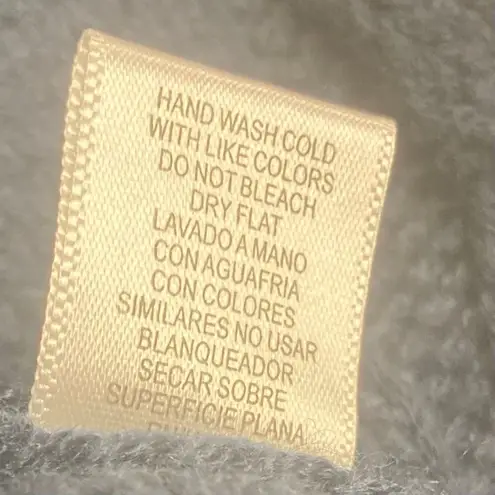 HAND WASH COLD
WITH LIKE COLORS
DO NOT BLEACH
DRY FLAT
LAVADO A MANO
CON AGUAFRIA
CON COLORES
SIMILARES NO USAR
BLANQUEADOR
SECAR SOBRE
SUPERFICIE PLANA